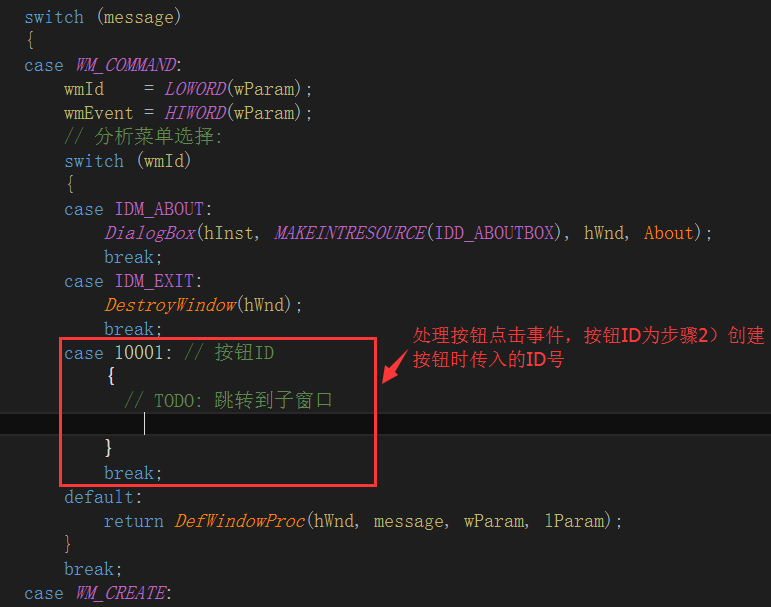 switch (message)
{
case WM_COMMAND:
    wmId    = LOWORD(wParam);
    wmEvent = HIWORD(wParam);
    // 分析菜单选择:
    switch (wmId)
    {
    case IDM_ABOUT:
        DialogBox(hInst, MAKEINTRESOURCE(IDD_ABOUTBOX), hWnd, About);
        break;
    case IDM_EXIT:
        DestroyWindow(hWnd);
        break;
    case 10001: // 按钮ID
        {
          // TODO: 跳转到子窗口

        }
        break;
    default:
        return DefWindowProc(hWnd, message, wParam, lParam);
    }
    break;
case WM_CREATE:
处理按钮点击事件，按钮ID为步骤2）创建
按钮时传入的ID号